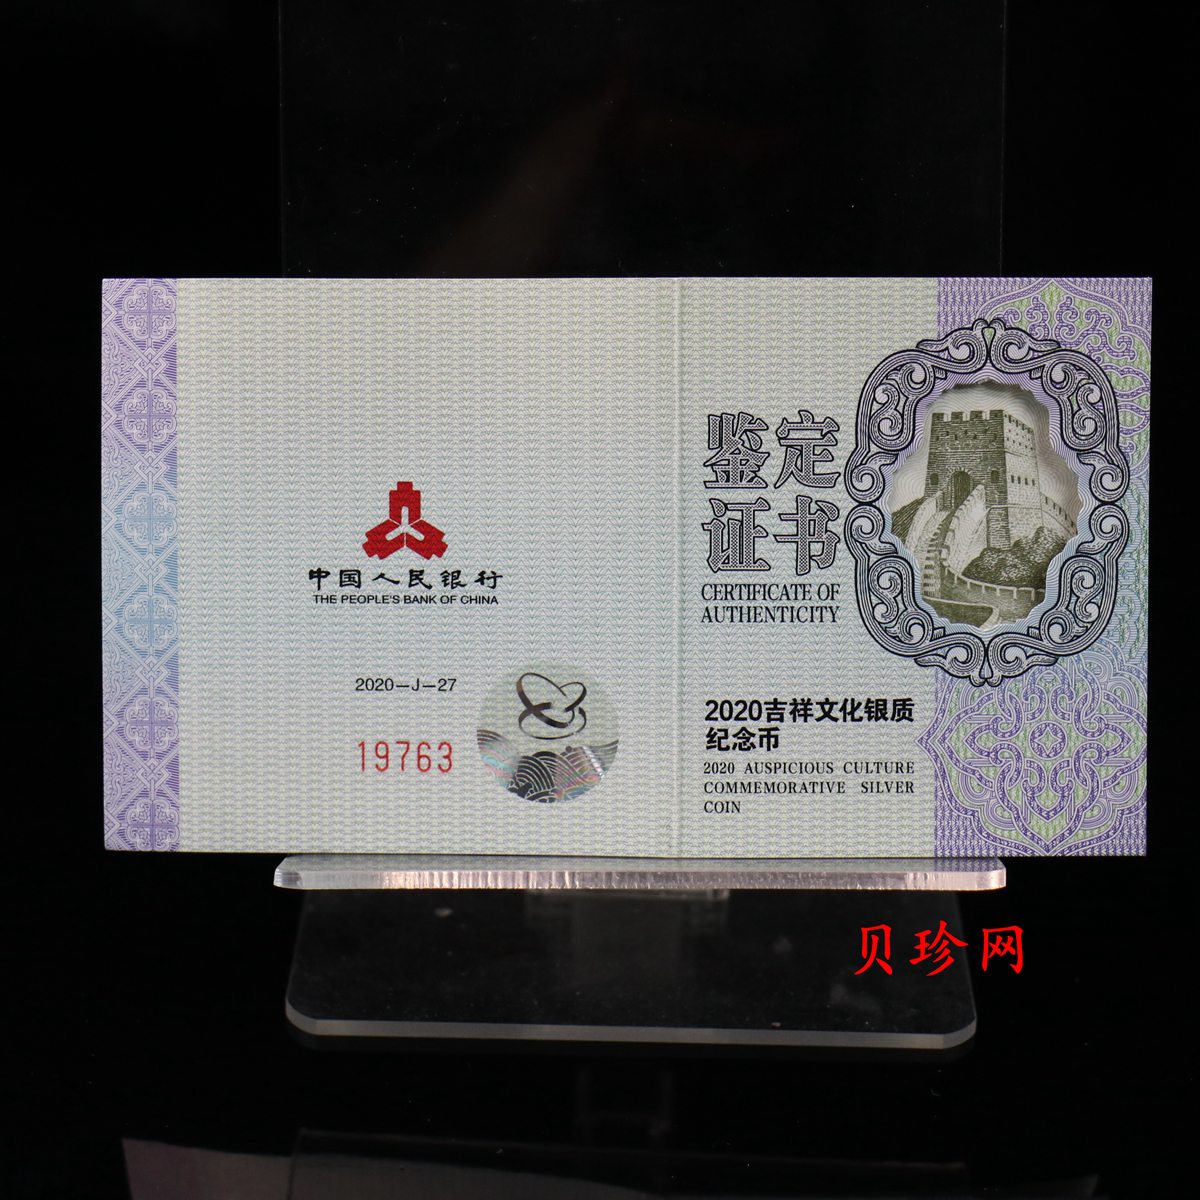 中国人民银行
THE PEOPLE'S BANK OF CHINA
2020-J-27
19763
鉴定
证书
CERTIFICATE OF
AUTHENTICITY
2020吉祥文化银质
纪念币
2020 AUSPICIOUS CULTURE
COMMEMORATIVE SILVER
COIN
贝珍网